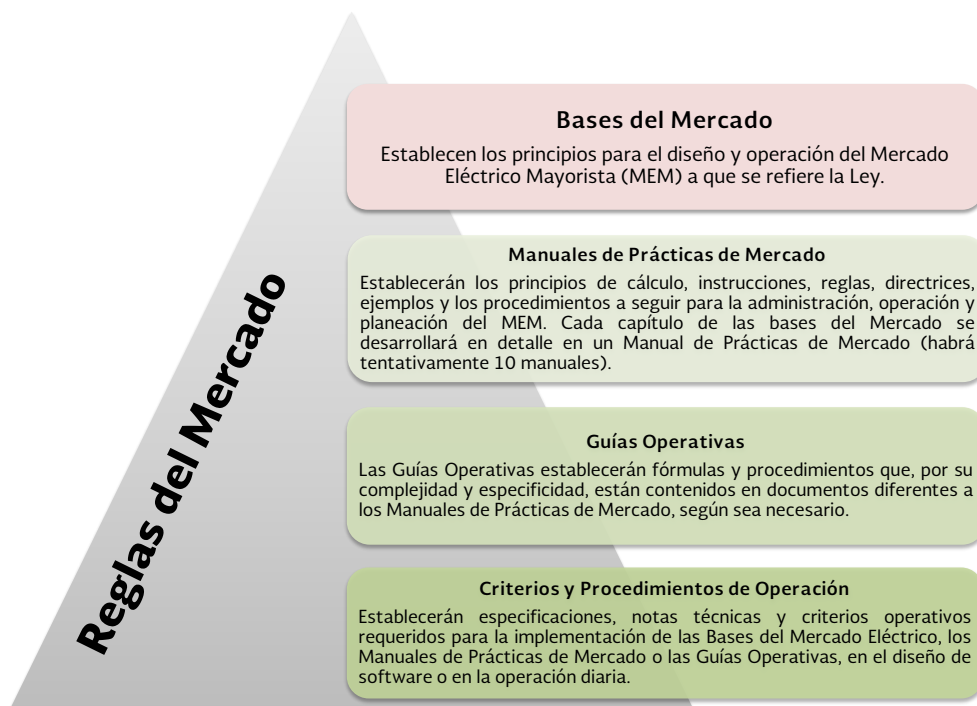 Reglas del Mercado
Bases del Mercado
Establecen los principios para el diseño y operación del Mercado
Eléctrico Mayorista (MEM) a que se refiere la Ley.
Manuales de Prácticas de Mercado
Establecerán los principios de cálculo, instrucciones, reglas, directrices,
ejemplos y los procedimientos a seguir para la administración, operación y
planeación del MEM. Cada capítulo de las bases del Mercado se
desarrollará en detalle en un Manual de Prácticas de Mercado (habrá
tentativamente 10 manuales).
Guías Operativas
Las Guías Operativas establecerán fórmulas y procedimientos que, por su
complejidad y especificidad, están contenidos en documentos diferentes a
los Manuales de Prácticas de Mercado, según sea necesario.
Criterios y Procedimientos de Operación
Establecerán especificaciones, notas técnicas y criterios operativos
requeridos para la implementación de las Bases del Mercado Eléctrico, los
Manuales de Prácticas de Mercado o las Guías Operativas, en el diseño de
software o en la operación diaria.